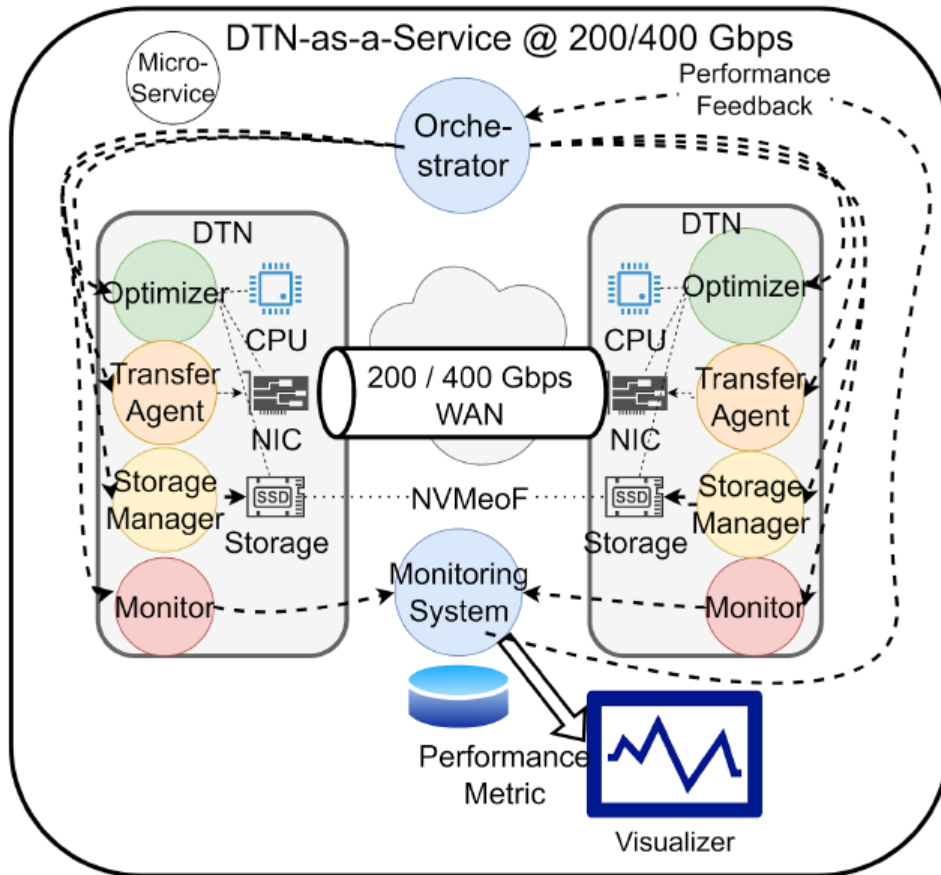 DTN-as-a-Service @ 200/400 Gbps
Micro-
Service
Performance
Feedback
Orche-
strator
DTN
Optimizer
CPU
Transfer
Agent
NIC
Storage
Manager
SSD
Storage
Monitor
200 / 400 Gbps
WAN
NVMeoF
Monitoring
System
DTN
Optimizer
CPU
Transfer
Agent
NIC
Storage
Manager
SSD
Storage
Monitor
Performance
Metric
Visualizer